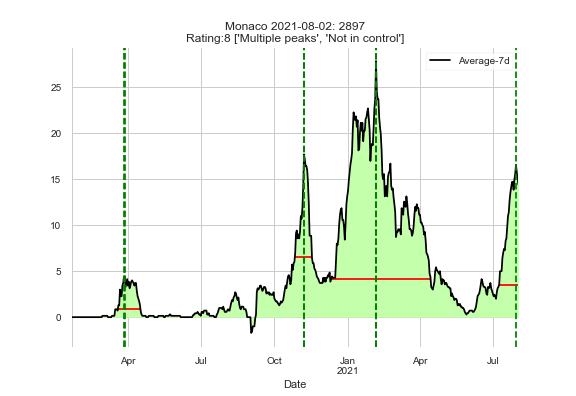 Monaco 2021-08-02: 2897
Rating:8 ['Multiple peaks', 'Not in control']
Average-7d
25
20
15
10
5
0
Apr Jul Oct Jan Apr Jul
2021
Date